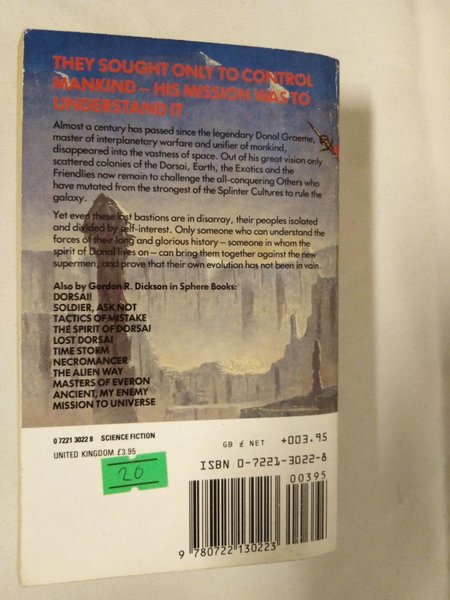 THEY SOUGHT ONLY TO CONTROL
MANKIND – HIS MISSION WAS TO
UNDERSTAND IT
Almost a century has passed since the legendary Donal Graeme,
master of interplanetary warfare and unifier of mankind,
disappeared into the vastness of space. Out of his great vision only
scattered colonies of the Dorsai, Earth, the Exotics and the
Friendlies now remain to challenge the all-conquering Others who
have mutated from the strongest of the Splinter Cultures to rule the
galaxy.
Yet even these last bastions are in disarray, their peoples isolated
and divided by self-interest. Only someone who can understand the
forces of their long and glorious history – someone in whom the
spirit of Donal lives on – can bring them together against the new
supermen, and prove that their own evolution has not been in vain.
Also by Gordon R. Dickson in Sphere Books:
DORSAI!
SOLDIER, ASK NOT
TACTICS OF MISTAKE
THE SPIRIT OF DORSAI
LOST DORSAI
TIME STORM
NECROMANCER
THE ALIEN WAY
MASTERS OF EVERON
ANCIENT, MY ENEMY
MISSION TO UNIVERSE
0 7221 3022 8 SCIENCE FICTION
UNITED KINGDOM £3.95
20
GB £ NET +003.95
ISBN 0-7221-3022-8
00395
9 780722 130223